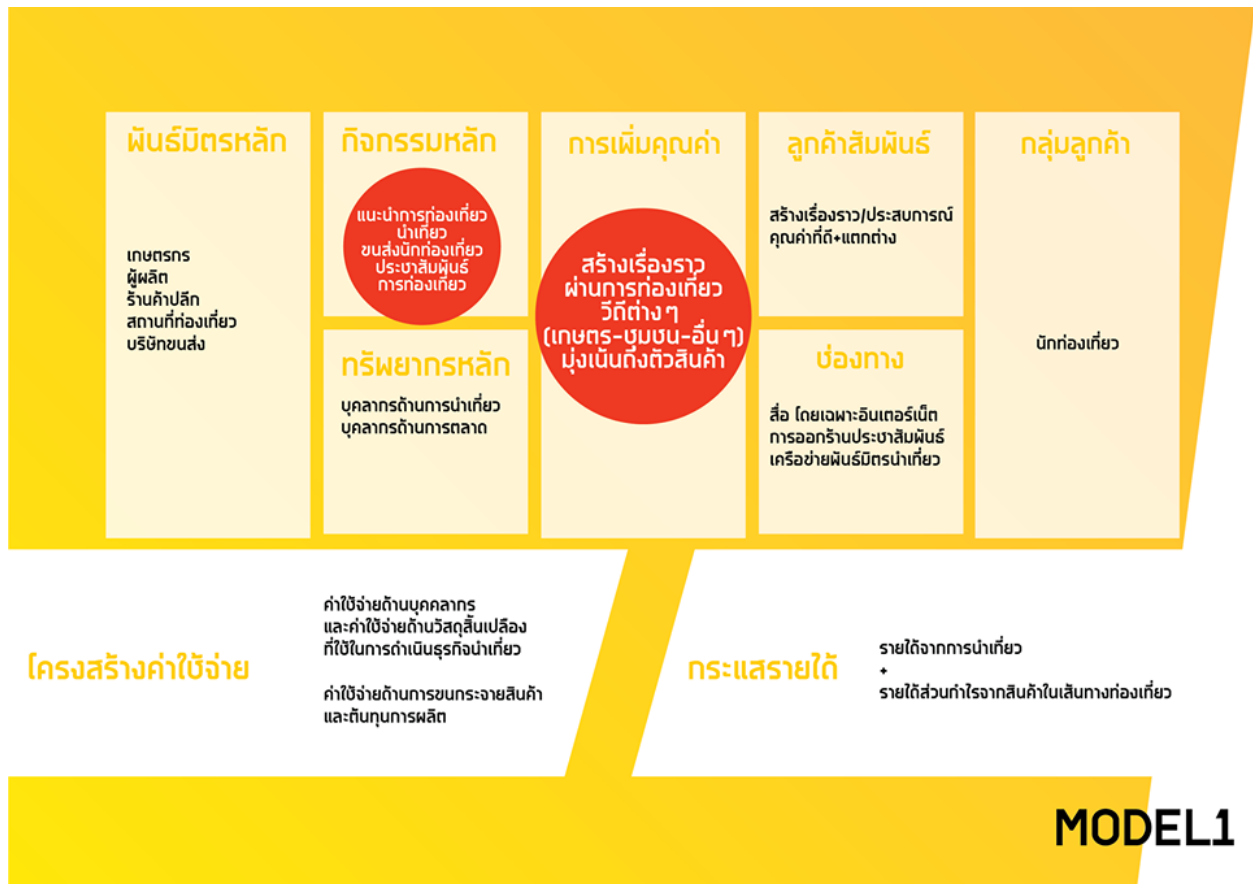 พันธ์มิตรหลัก
เกษตรกร
ผู้ผลิต
ร้านค้าปลีก
สถานที่ท่องเที่ยว
บริษัทขนส่ง
กิจกรรมหลัก
แนะนำการท่องเที่ยว
นำเที่ยว
ขนส่งนักท่องเที่ยว
ประชาสัมพันธ์
การท่องเที่ยว
ทรัพยากรหลัก
บุคลากรด้านการนำเที่ยว
บุคลากรด้านการตลาด
การเพิ่มคุณค่า
สร้างเรื่องราว
ผ่านการท่องเที่ยว
วีถีต่างๆ
(เกษตร-ชุมชน-อื่นๆ)
มุ่งเน้นถึงตัวสินค้า
ลูกค้าสัมพันธ์
สร้างเรื่องราว/ประสบการณ์
คุณค่าที่ดี+แตกต่าง
ช่องทาง
สื่อ โดยเฉพาะอินเตอร์เน็ต
การออกร้านประชาสัมพันธ์
เครือข่ายพันธ์มิตรนำเที่ยว
กลุ่มลูกค้า
นักท่องเที่ยว
โครงสร้างค่าใช้จ่าย
ค่าใช้จ่ายด้านบุคคลากร
และค่าใช้จ่ายด้านวัสดุสิ้นเปลือง
ที่ใช้ในการดำเนินธุรกิจนำเที่ยว
ค่าใช้จ่ายด้านการขนกระจายสินค้า
และต้นทุนการผลิต
กระแสรายได้
รายได้จากการนำเที่ยว
+
รายได้ส่วนกำไรจากสินค้าในเส้นทางท่องเที่ยว
MODEL1